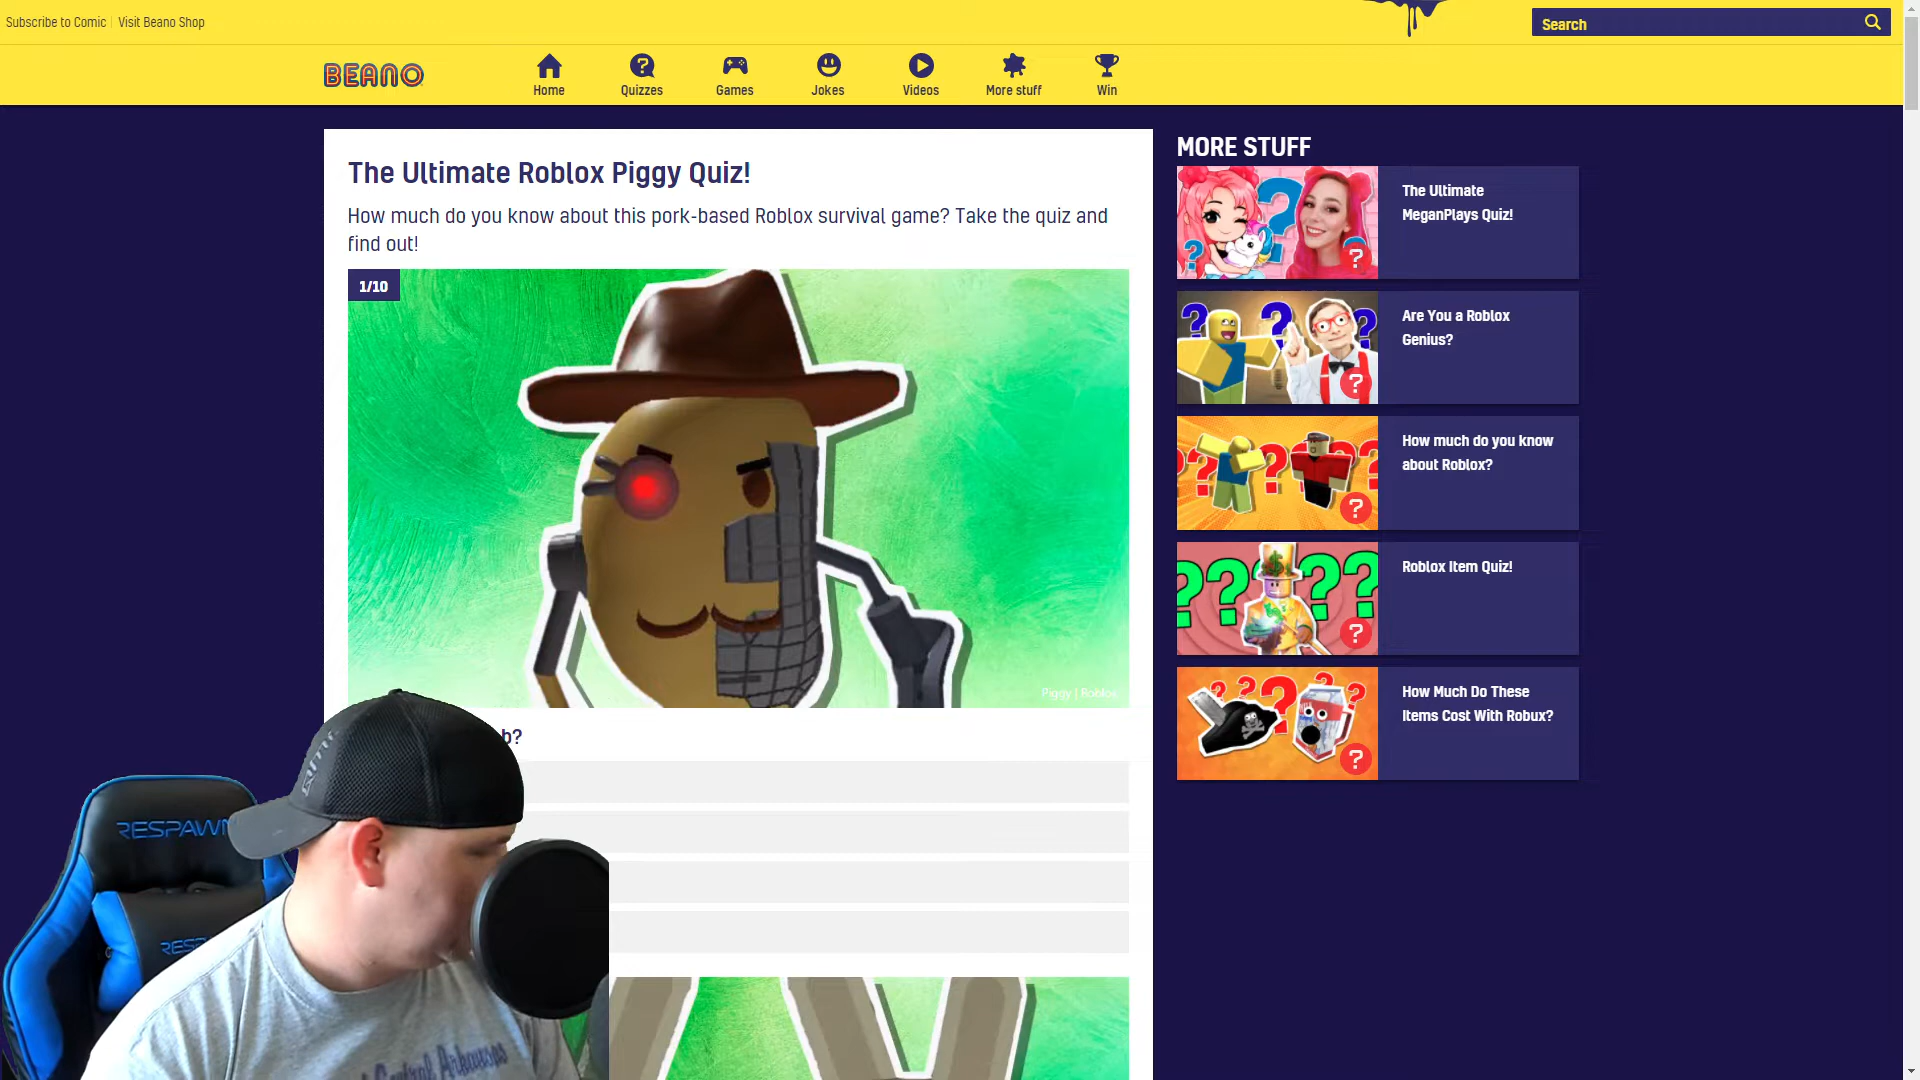 Subscribe to Comic
Visit Beano Shop
Search
BEANO
Home
Quizzes
Games
Jokes
Videos
More stuff
Win
The Ultimate Roblox Piggy Quiz!
How much do you know about this pork-based Roblox survival game? Take the quiz and
find out!
1/10
Piggy | Roblox
b?
MORE STUFF
The Ultimate
MeganPlays Quiz!
Are You a Roblox
Genius?
How much do you know
about Roblox?
Roblox Item Quiz!
How Much Do These
Items Cost With Robux?
RESPAWN
RESP
Central Arkansas